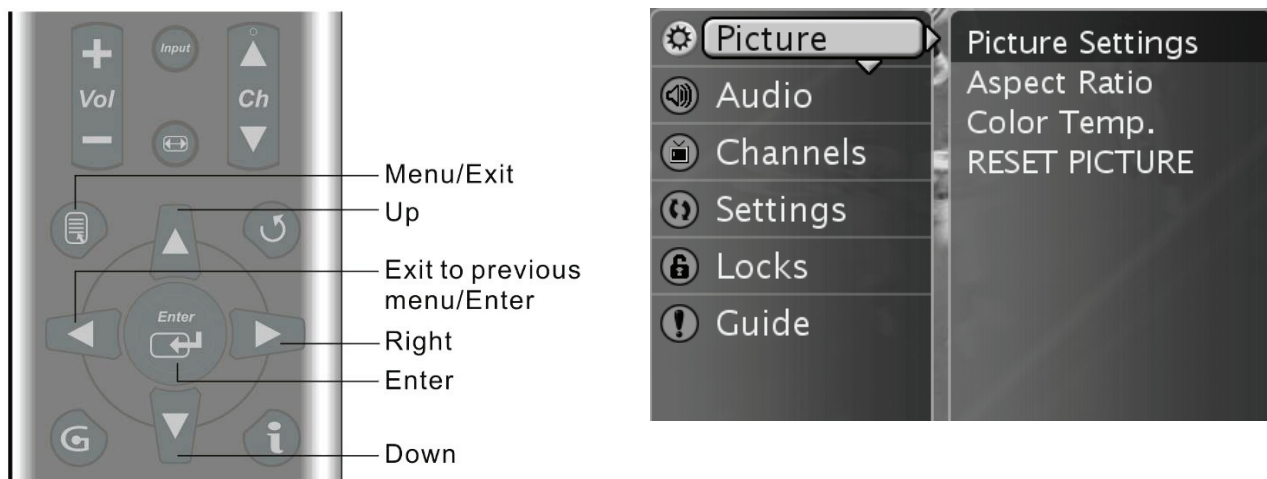 Input
Vol
Ch
Menu/Exit
Up
Exit to previous
menu/Enter
Enter
Right
Enter
G
i
Down
Picture
Audio
Channels
Settings
Locks
Guide
Picture Settings
Aspect Ratio
Color Temp.
RESET PICTURE